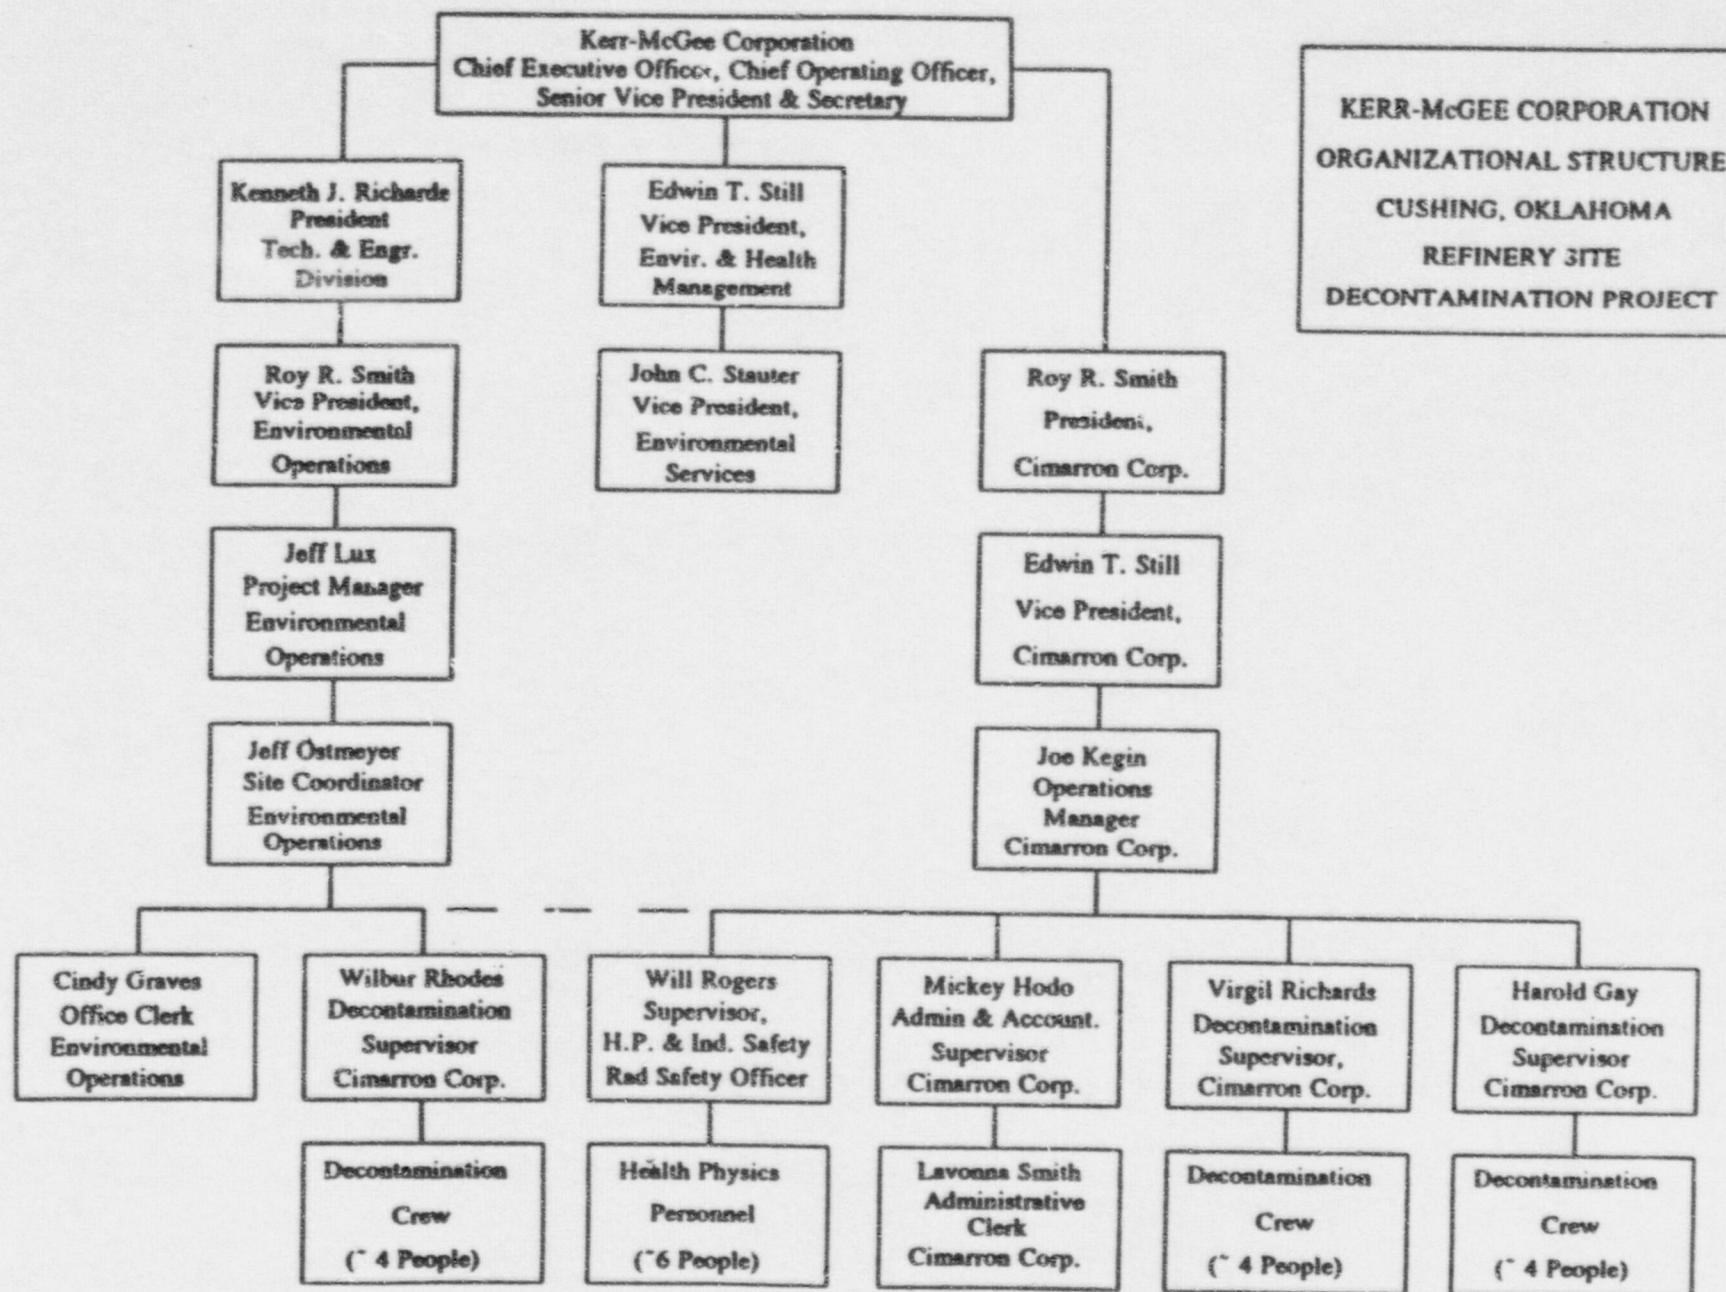 Kerr-McGee Corporation
Chief Executive Officer, Chief Operating Officer,
Senior Vice President & Secretary
KERR-McGEE CORPORATION
ORGANIZATIONAL STRUCTURE
CUSHING, OKLAHOMA
REFINERY SITE
DECONTAMINATION PROJECT
Kenneth J. Richarde
President
Tech. & Engr.
Division
Edwin T. Still
Vice President,
Envir. & Health
Management
Roy R. Smith
Vice President,
Environmental
Operations
John C. Stauter
Vice President,
Environmental
Services
Roy R. Smith
President,
Cimarron Corp.
Jeff Lux
Project Manager
Environmental
Operations
Edwin T. Still
Vice President,
Cimarron Corp.
Jeff Ostmeyer
Site Coordinator
Environmental
Operations
Joe Kegin
Operations
Manager
Cimarron Corp.
Cindy Graves
Office Clerk
Environmental
Operations
Wilbur Rhodes
Decontamination
Supervisor
Cimarron Corp.
Will Rogers
Supervisor,
H.P. & Ind. Safety
Rad Safety Officer
Mickey Hodo
Admin & Account.
Supervisor
Cimarron Corp.
Virgil Richards
Decontamination
Supervisor,
Cimarron Corp.
Harold Gay
Decontamination
Supervisor
Cimarron Corp.
Decontamination
Crew
(~ 4 People)
Health Physics
Personnel
(~6 People)
Lavonna Smith
Administrative
Clerk
Cimarron Corp.
Decontamination
Crew
(~ 4 People)
Decontamination
Crew
(~ 4 People)